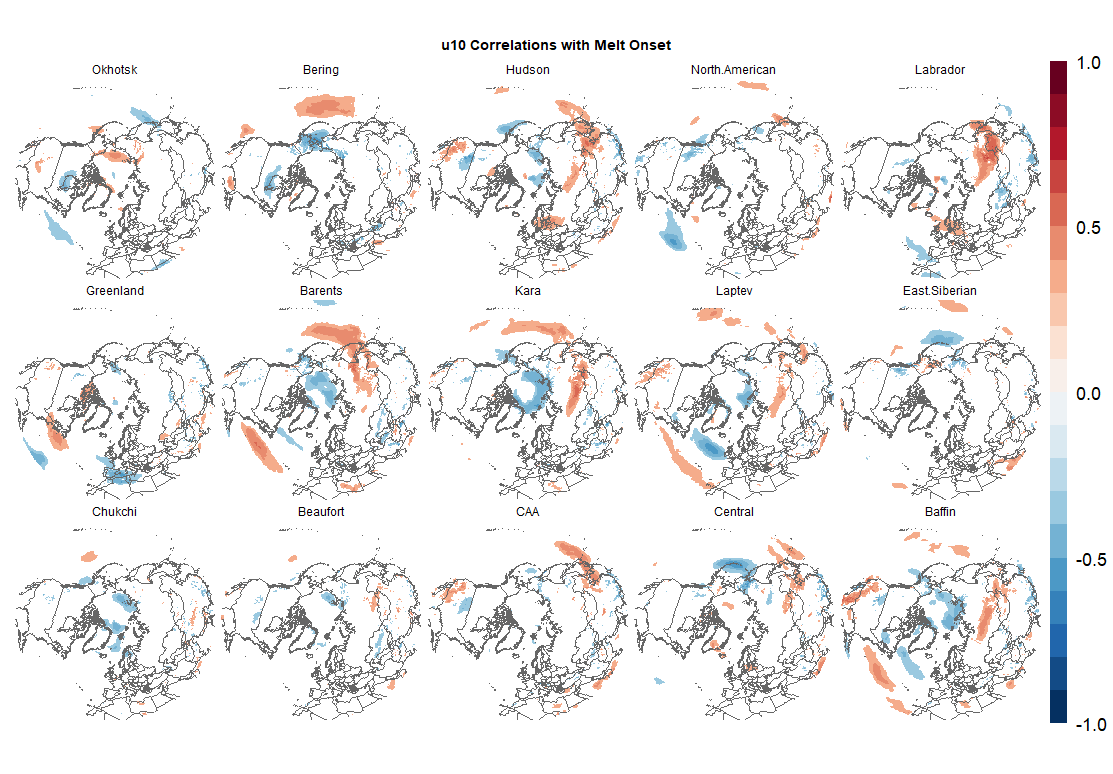 u10 Correlations with Melt Onset
Okhotsk
Bering
Hudson
North.American
Labrador
Greenland
Barents
Kara
Laptev
East.Siberian
Chukchi
Beaufort
CAA
Central
Baffin
1.0
0.5
0.0
-0.5
-1.0